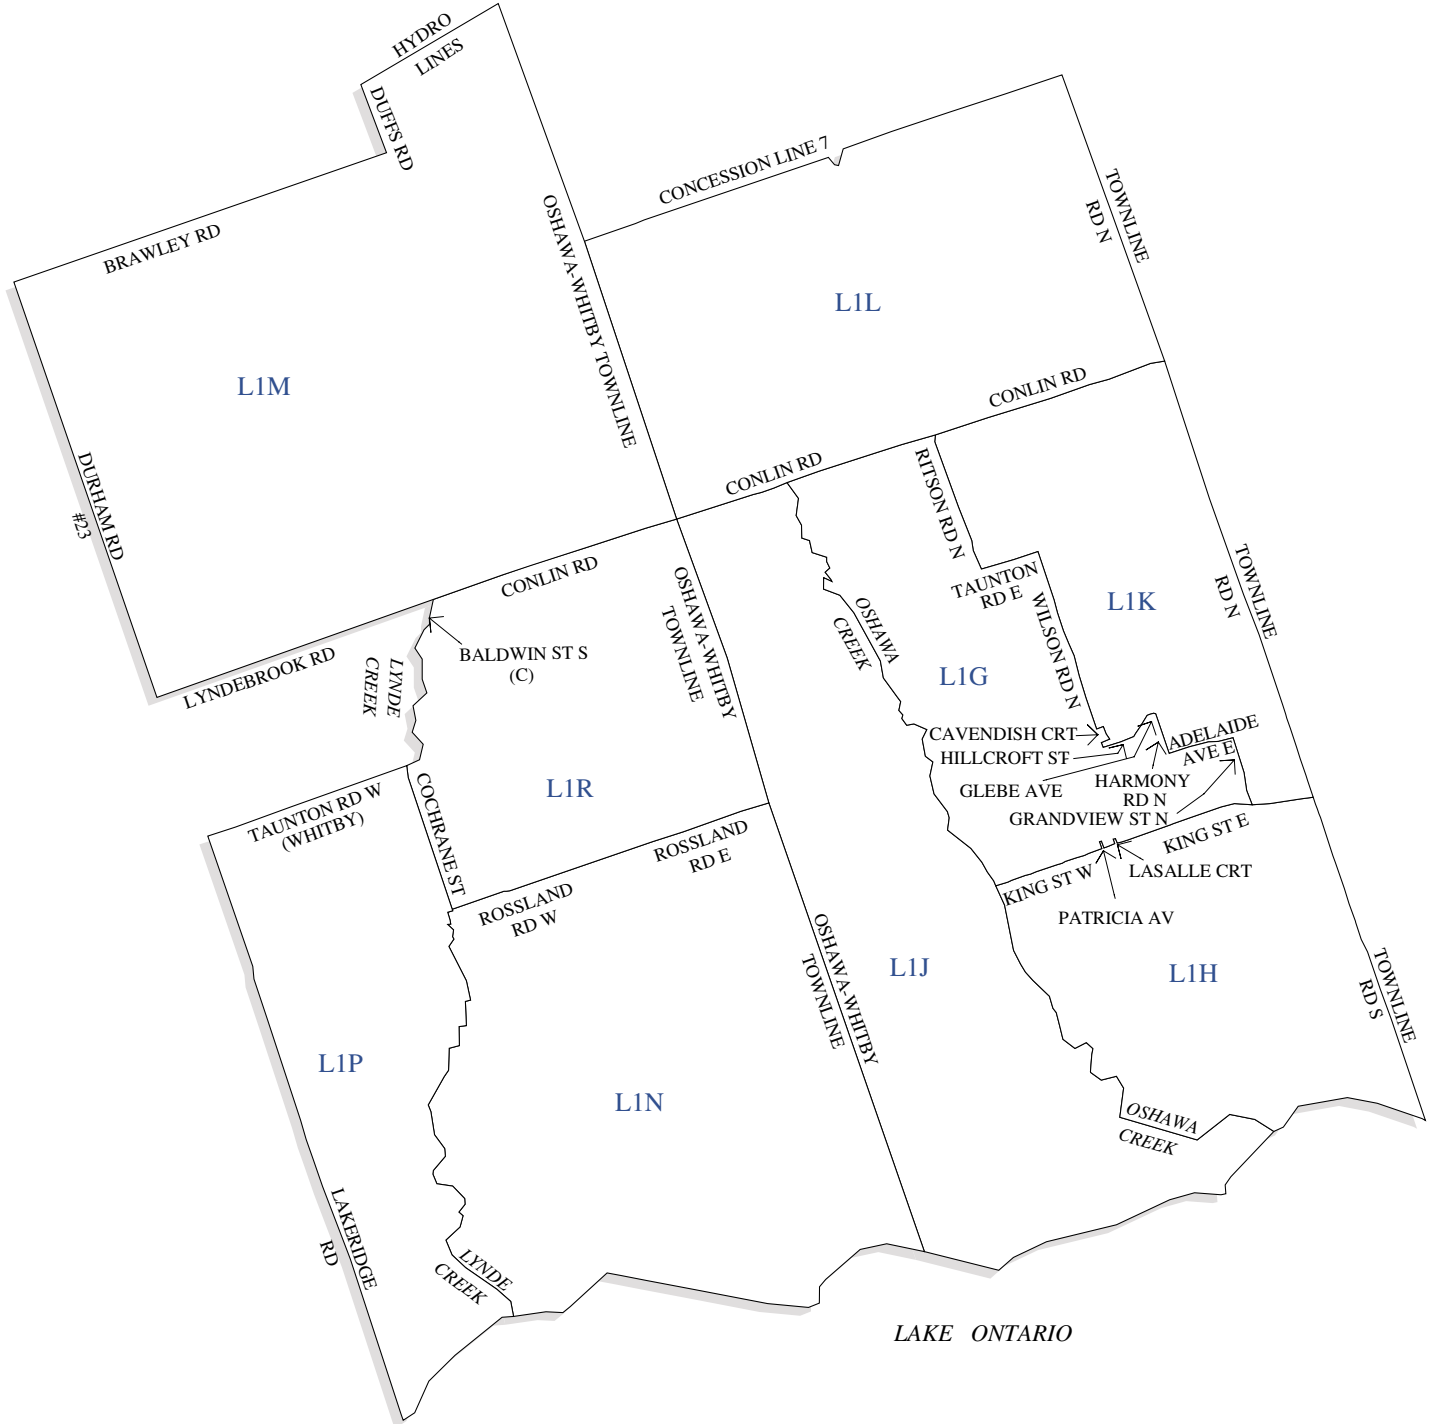 HYDRO
LINES
DUFFS RD
BRAWLEY RD
CONCESSION LINE 7
TOWNLINE
RD N
OSHAWA-WHITBY TOWNLINE
L1L
L1M
CONLIN RD
CONLIN RD
DURHAM RD
#23
RITSON RD N
CONLIN RD
OSHAWA-WHITBY
TOWNLINE
TAUNTON
RD E
TOWNLINE
RD N
OSHAWA
CREEK
WILSON RD N
L1K
BALDWIN ST S
(C)
LYNDEBROOK RD
LYNDE
CREEK
L1G
CAVENDISH CRT
HILLCROFT ST
GLEBE AVE
HARMONY
RD N
ADELAIDE
AVE E
GRANDVIEW ST N
TAUNTON RD W
(WHITBY)
COCHRANE ST
L1R
ROSSLAND
RD E
ROSSLAND
RD W
KING ST E
KING ST W
LASALLE CRT
PATRICIA AV
OSHAWA-WHITBY
TOWNLINE
L1J
L1H
TOWNLINE
RD S
L1P
L1N
OSHAWA
CREEK
LAKERIDGE
RD
LYNDE
CREEK
LAKE ONTARIO